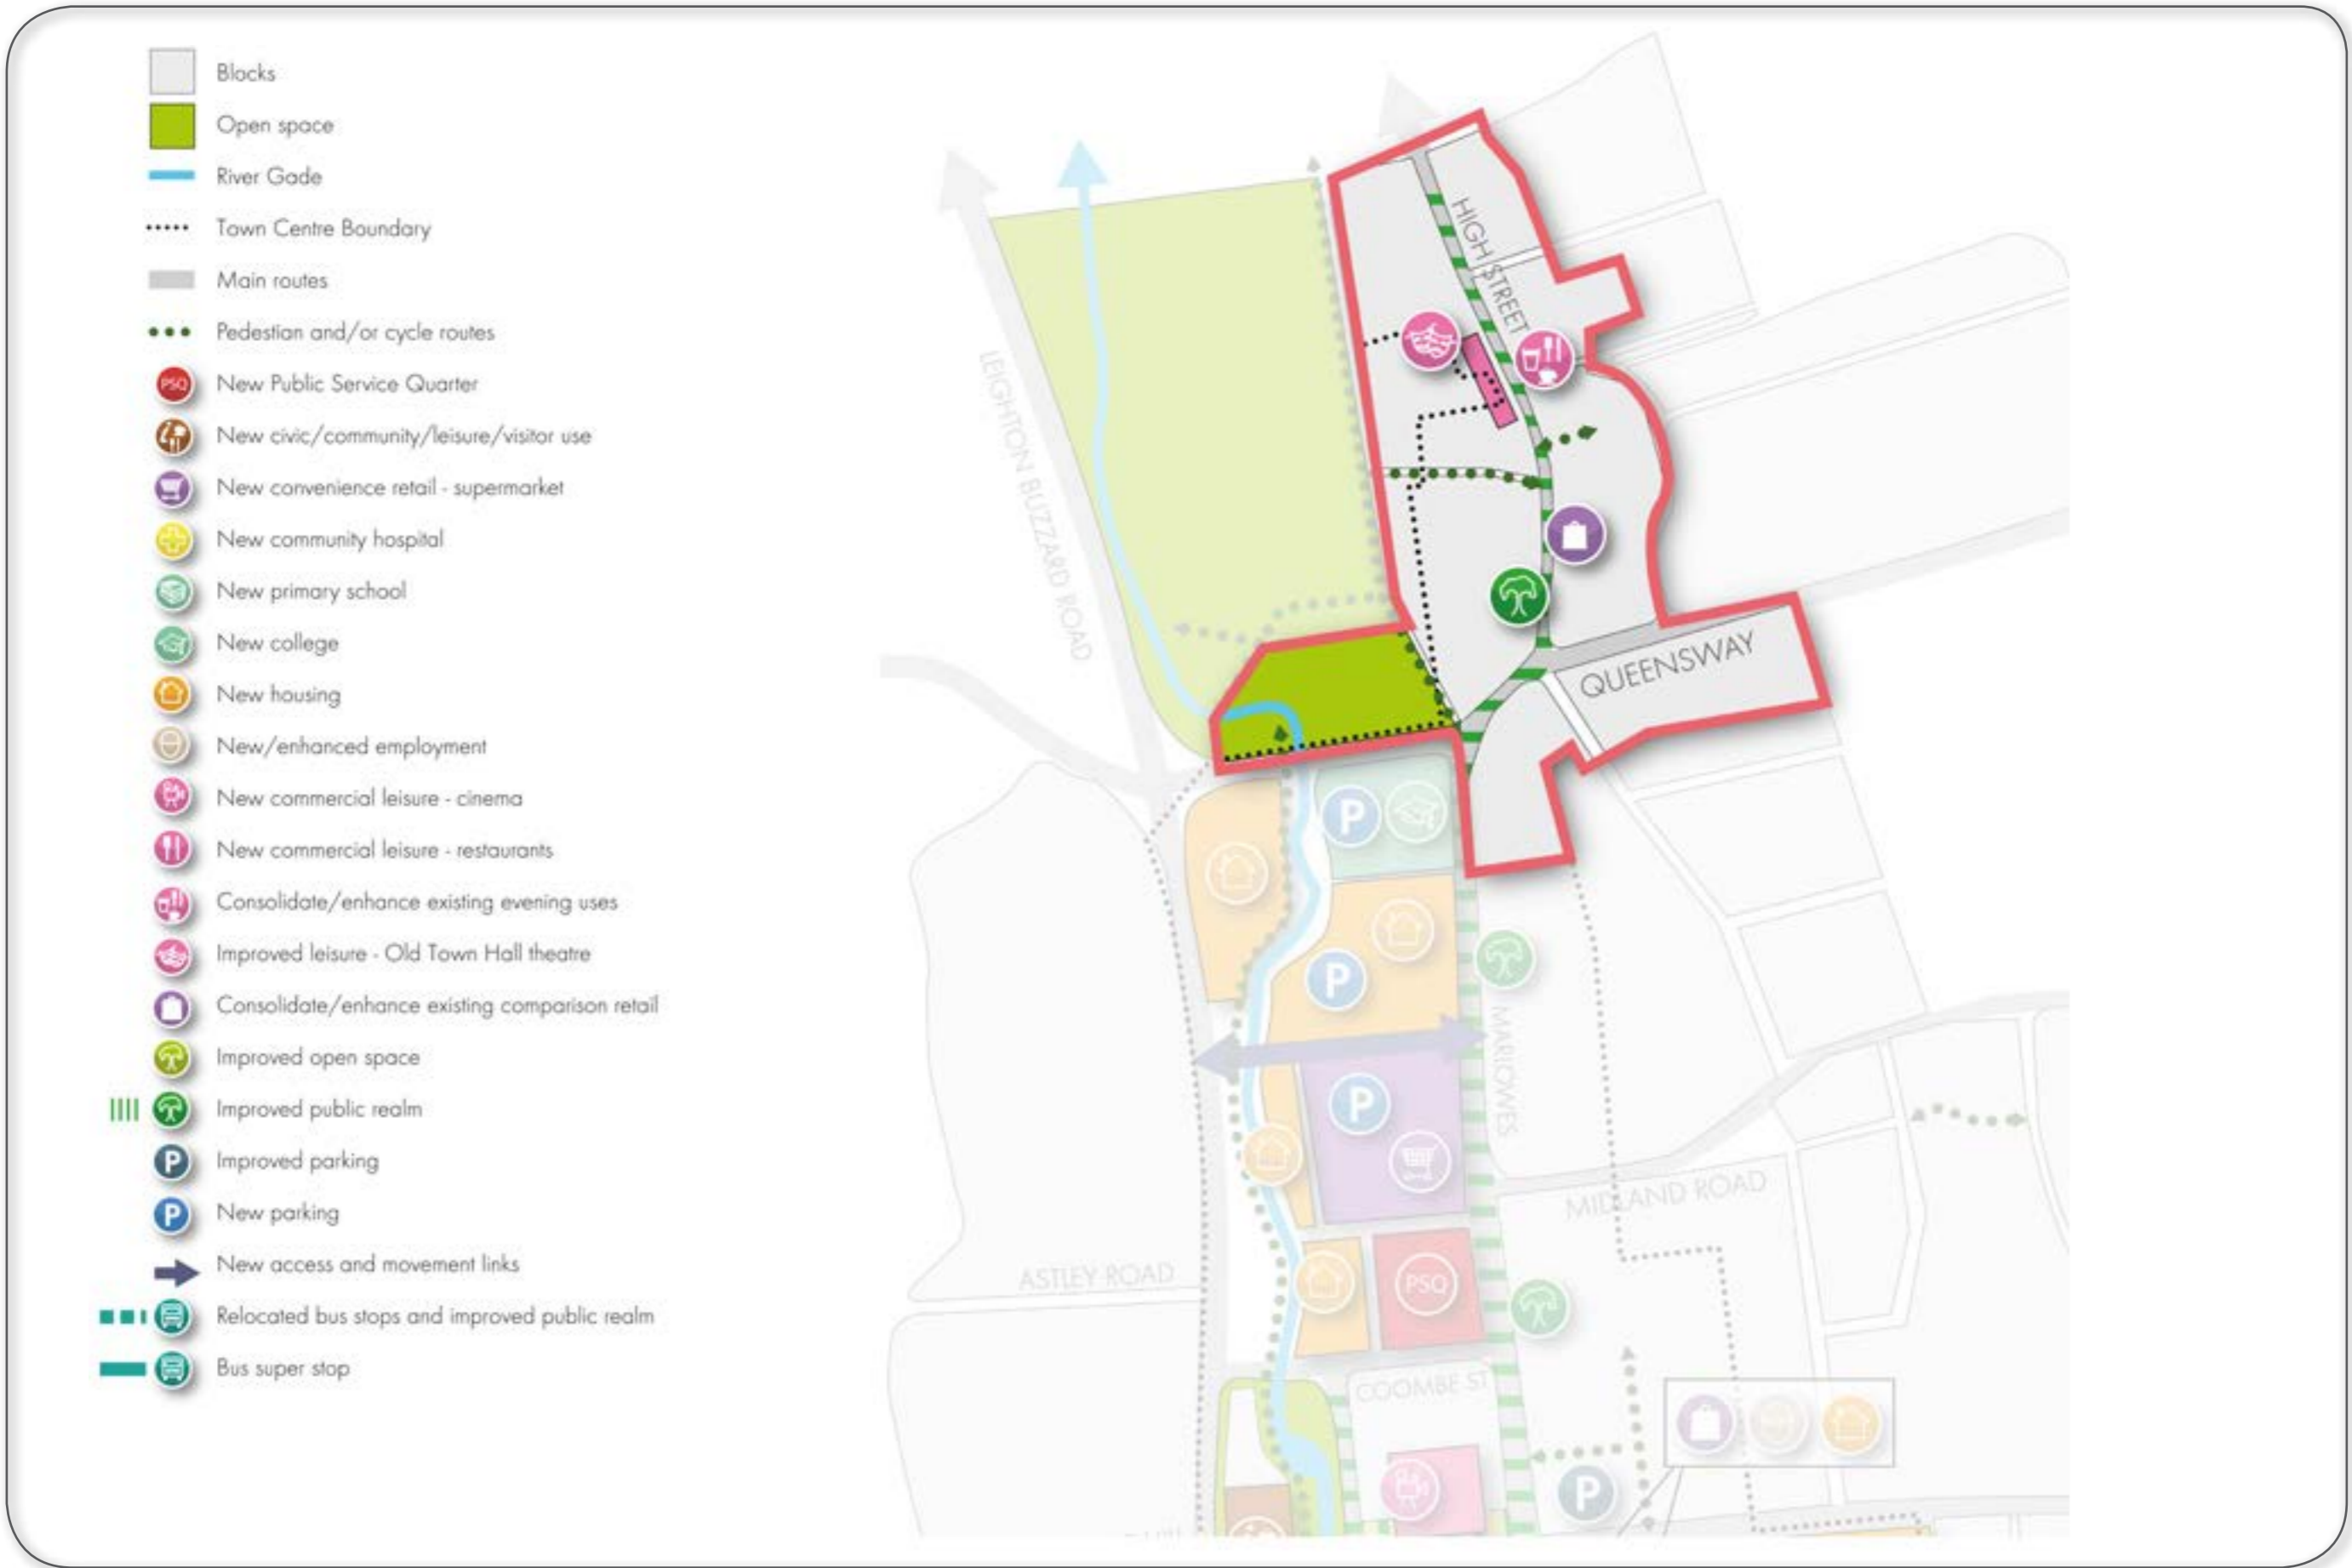 Blocks
Open space
River Gade
Town Centre Boundary
Main routes
Pedestian and/or cycle routes
PSQ
New Public Service Quarter
New civic/community/leisure/visitor use
New convenience retail - supermarket
New community hospital
New primary school
New college
New housing
New/enhanced employment
New commercial leisure - cinema
New commercial leisure - restaurants
Consolidate/enhance existing evening uses
Improved leisure - Old Town Hall theatre
Consolidate/enhance existing comparison retail
Improved open space
Improved public realm
P
Improved parking
P
New parking
New access and movement links
Relocated bus stops and improved public realm
Bus super stop
HIGH STREET
LEIGHTON BUZZARD ROAD
QUEENSWAY
P
P
MARLOWES
P
MIDLAND ROAD
ASTLEY ROAD
PSQ
COOMBE ST
P